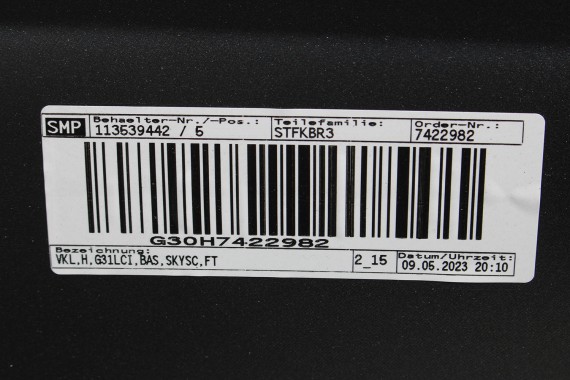 SMP Behaelter-Nr./-Pos.: Teilefamilie: Order-Nr.:
113539442 / 5 STFKBR3 7422982
G30H7422982
Bezeichnung: Datum/Uhrzeit:
VKL,H,G31LCI,BAS,SKYSC,FT 2_15 09.05.2023 20:10